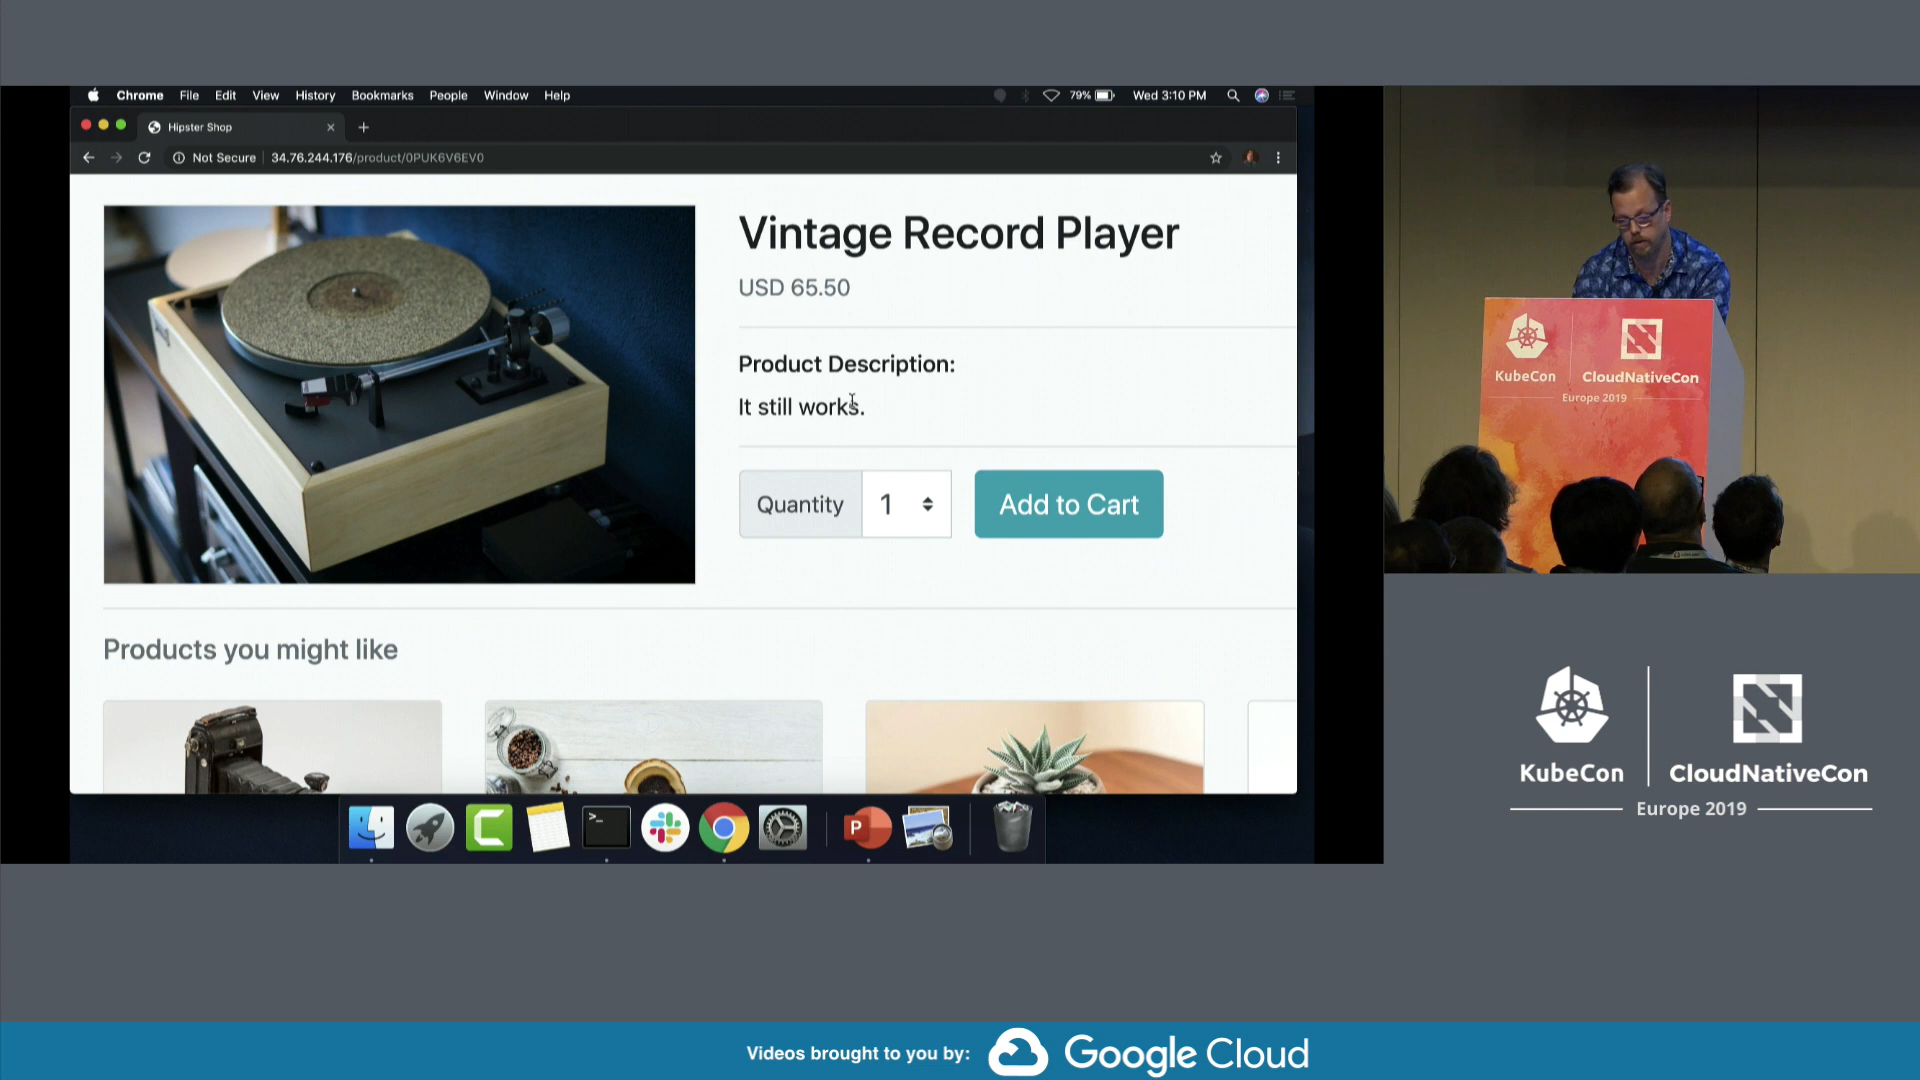 Chrome File Edit View History Bookmarks People Window Help
79% Wed 3:10 PM
Hipster Shop
Not Secure 34.76.244.176/product/0PUK6V6EV0
Vintage Record Player
USD 65.50
Product Description:
It still works.
Quantity 1 Add to Cart
Products you might like
>_
P
KubeCon CloudNativeCon
Europe 2019
KubeCon CloudNativeCon
Europe 2019
Videos brought to you by: Google Cloud